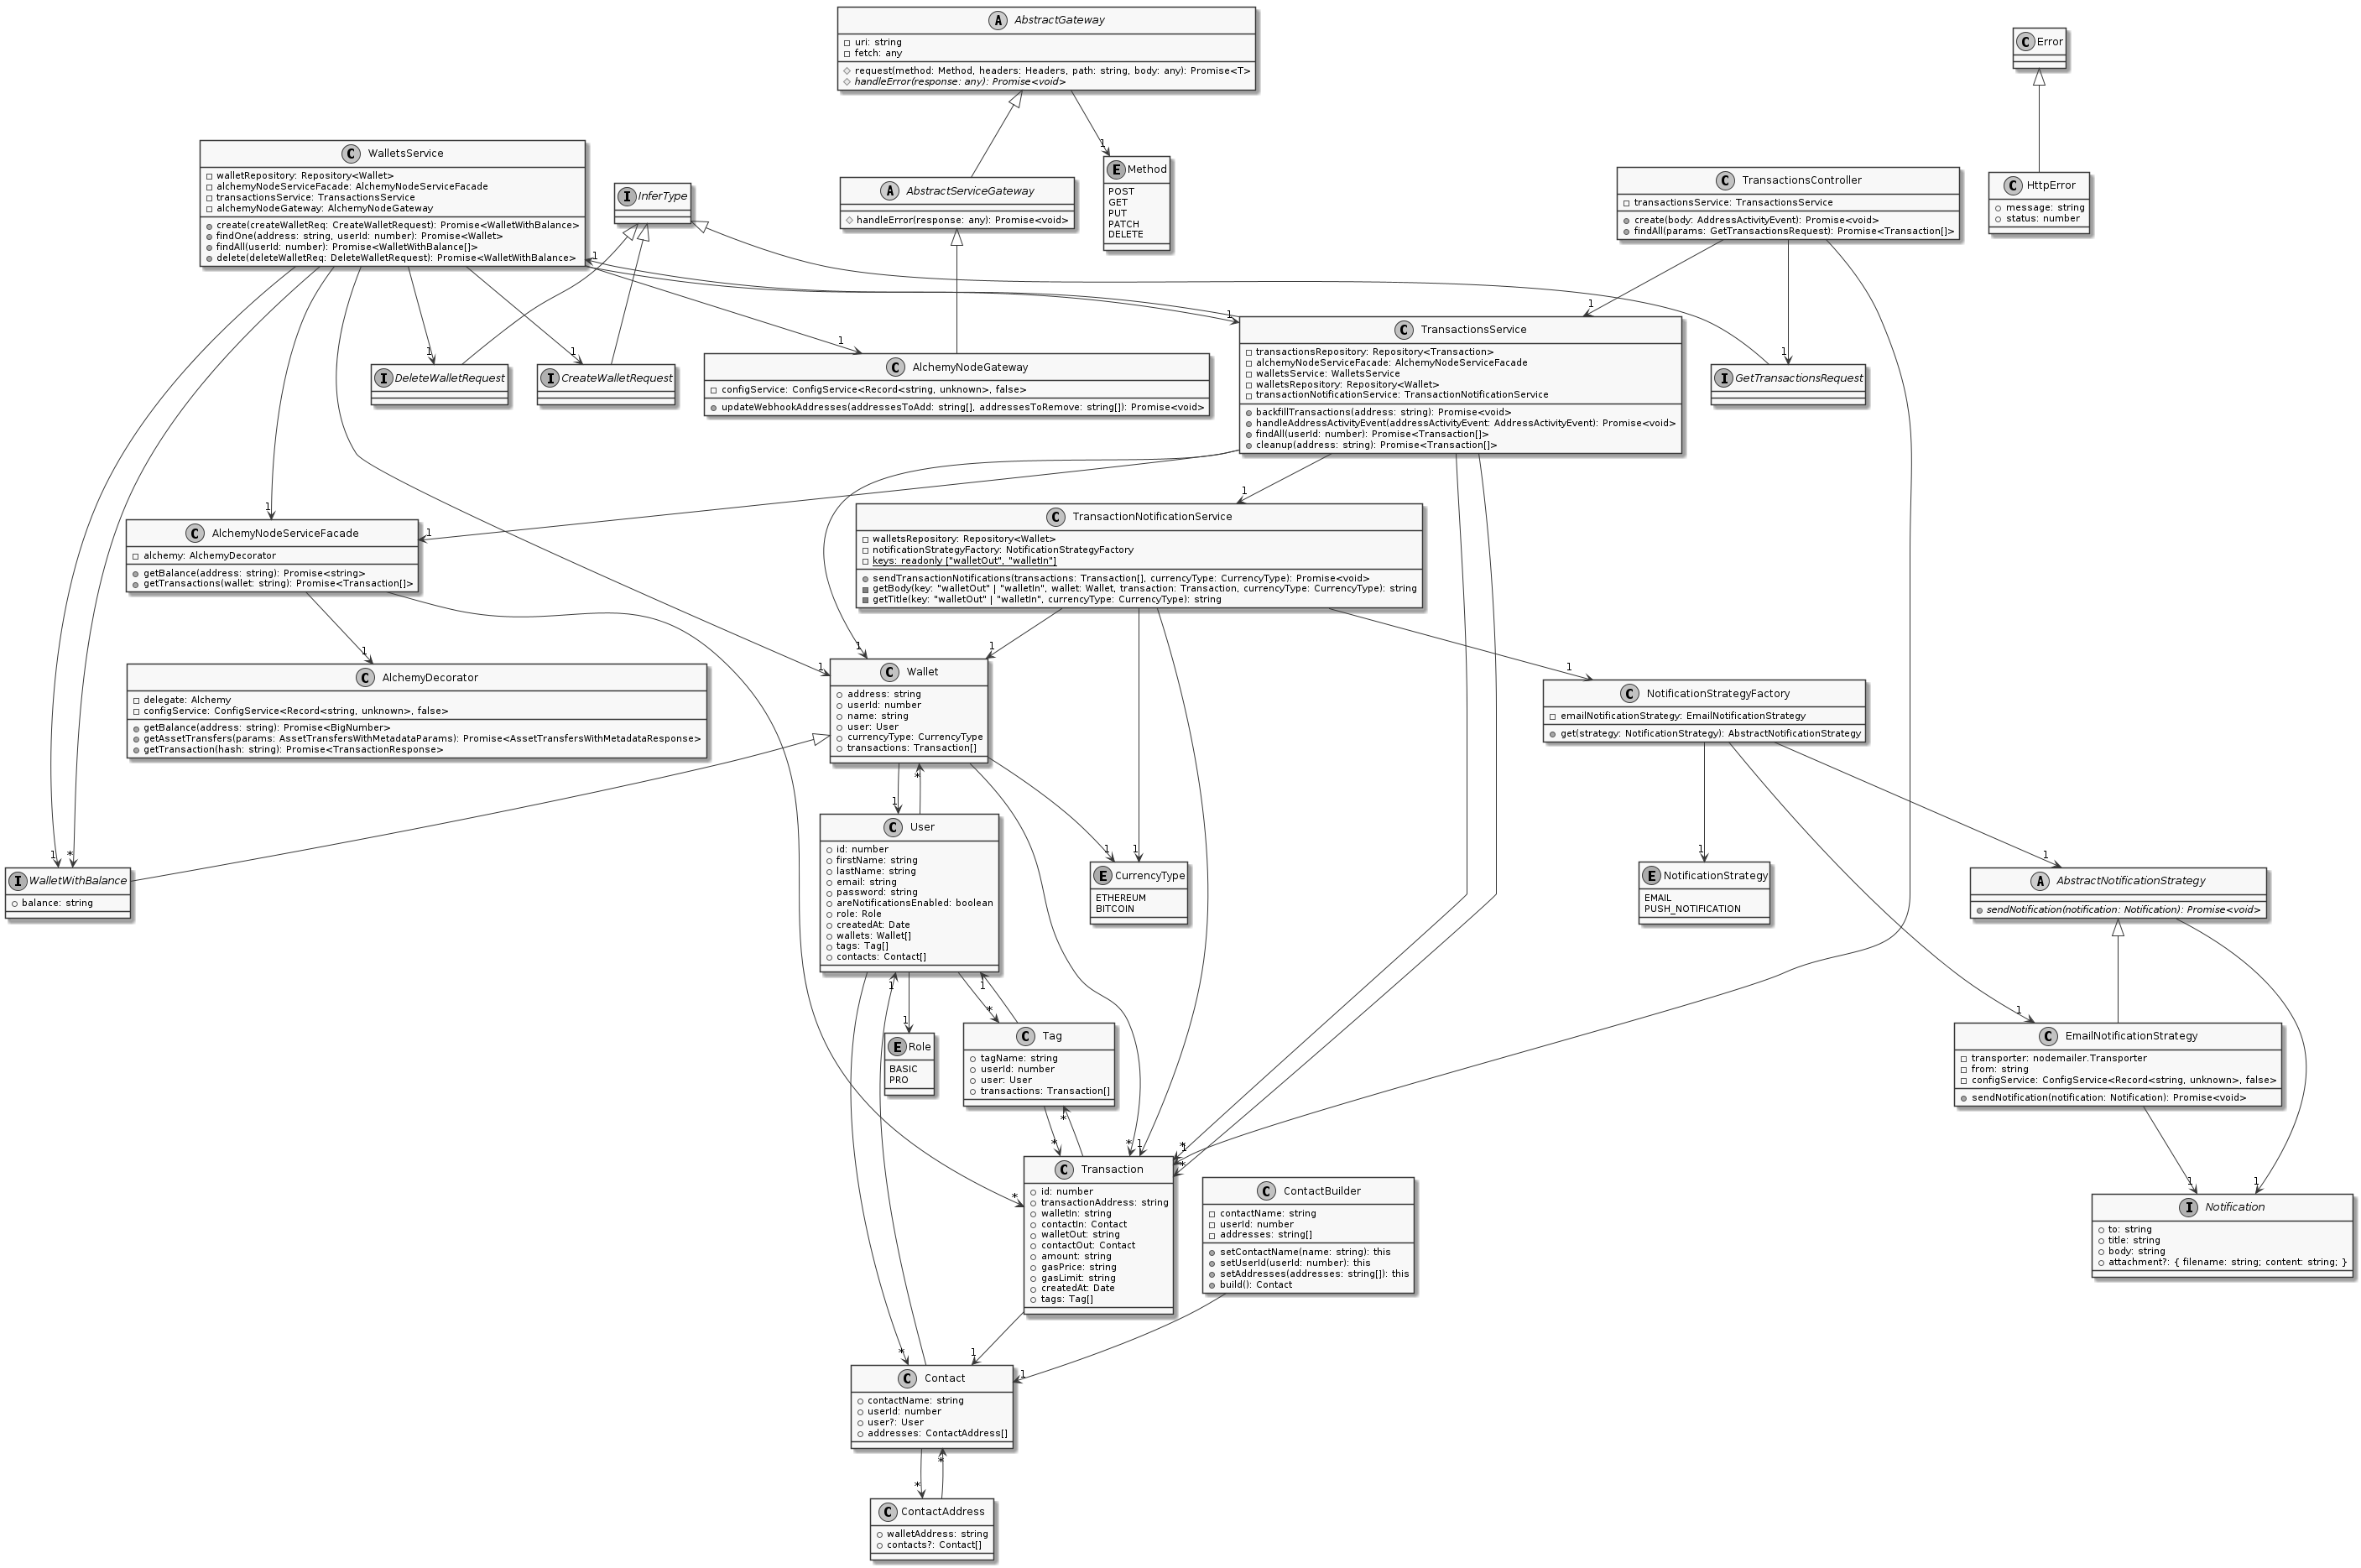 A AbstractGateway
uri: string
fetch: any
request(method: Method, headers: Headers, path: string, body: any): Promise<T>
handleError(response: any): Promise<void>
C Error
C WalletsService
walletRepository: Repository<Wallet>
alchemyNodeServiceFacade: AlchemyNodeServiceFacade
transactionsService: TransactionsService
alchemyNodeGateway: AlchemyNodeGateway
create(createWalletReq: CreateWalletRequest): Promise<WalletWithBalance>
findOne(address: string, userId: number): Promise<Wallet>
findAll(userId: number): Promise<WalletWithBalance[]>
delete(deleteWalletReq: DeleteWalletRequest): Promise<WalletWithBalance>
I InferType
A AbstractServiceGateway
handleError(response: any): Promise<void>
1
E Method
POST
GET
PUT
PATCH
DELETE
C TransactionsController
transactionsService: TransactionsService
create(body: AddressActivityEvent): Promise<void>
findAll(params: GetTransactionsRequest): Promise<Transaction[]>
C HttpError
message: string
status: number
1
1
1
1
1
1
1
I DeleteWalletRequest
I CreateWalletRequest
C AlchemyNodeGateway
configService: ConfigService<Record<string, unknown>, false>
updateWebhookAddresses(addressesToAdd: string[], addressesToRemove: string[]): Promise<void>
C TransactionsService
transactionsRepository: Repository<Transaction>
alchemyNodeServiceFacade: AlchemyNodeServiceFacade
walletsService: WalletsService
walletsRepository: Repository<Wallet>
transactionNotificationService: TransactionNotificationService
backfillTransactions(address: string): Promise<void>
handleAddressActivityEvent(addressActivityEvent: AddressActivityEvent): Promise<void>
findAll(userId: number): Promise<Transaction[]>
cleanup(address: string): Promise<Transaction[]>
I GetTransactionsRequest
1
1
1
C AlchemyNodeServiceFacade
alchemy: AlchemyDecorator
getBalance(address: string): Promise<string>
getTransactions(wallet: string): Promise<Transaction[]>
C TransactionNotificationService
walletsRepository: Repository<Wallet>
notificationStrategyFactory: NotificationStrategyFactory
keys: readonly ["walletOut", "walletIn"]
sendTransactionNotifications(transactions: Transaction[], currencyType: CurrencyType): Promise<void>
getBody(key: "walletOut" | "walletIn", wallet: Wallet, transaction: Transaction, currencyType: CurrencyType): string
getTitle(key: "walletOut" | "walletIn", currencyType: CurrencyType): string
1
1
1
1
1
C AlchemyDecorator
delegate: Alchemy
configService: ConfigService<Record<string, unknown>, false>
getBalance(address: string): Promise<BigNumber>
getAssetTransfers(params: AssetTransfersWithMetadataParams): Promise<AssetTransfersWithMetadataResponse>
getTransaction(hash: string): Promise<TransactionResponse>
C Wallet
address: string
userId: number
name: string
user: User
currencyType: CurrencyType
transactions: Transaction[]
C NotificationStrategyFactory
emailNotificationStrategy: EmailNotificationStrategy
get(strategy: NotificationStrategy): AbstractNotificationStrategy
*
1
1
*
1
1
1
1
I WalletWithBalance
balance: string
C User
id: number
firstName: string
lastName: string
email: string
password: string
areNotificationsEnabled: boolean
role: Role
createdAt: Date
wallets: Wallet[]
tags: Tag[]
contacts: Contact[]
E CurrencyType
ETHEREUM
BITCOIN
E NotificationStrategy
EMAIL
PUSH_NOTIFICATION
A AbstractNotificationStrategy
sendNotification(notification: Notification): Promise<void>
1
1
1
*
1
E Role
BASIC
PRO
C Tag
tagName: string
userId: number
user: User
transactions: Transaction[]
C EmailNotificationStrategy
transporter: nodemailer.Transporter
from: string
configService: ConfigService<Record<string, unknown>, false>
sendNotification(notification: Notification): Promise<void>
*
*
*
1
*
1
*
*
1
1
C Transaction
id: number
transactionAddress: string
walletIn: string
contactIn: Contact
walletOut: string
contactOut: Contact
amount: string
gasPrice: string
gasLimit: string
createdAt: Date
tags: Tag[]
C ContactBuilder
contactName: string
userId: number
addresses: string[]
setContactName(name: string): this
setUserId(userId: number): this
setAddresses(addresses: string[]): this
build(): Contact
I Notification
to: string
title: string
body: string
attachment?: { filename: string; content: string; }
*
1
1
C Contact
contactName: string
userId: number
user?: User
addresses: ContactAddress[]
*
*
C ContactAddress
walletAddress: string
contacts?: Contact[]